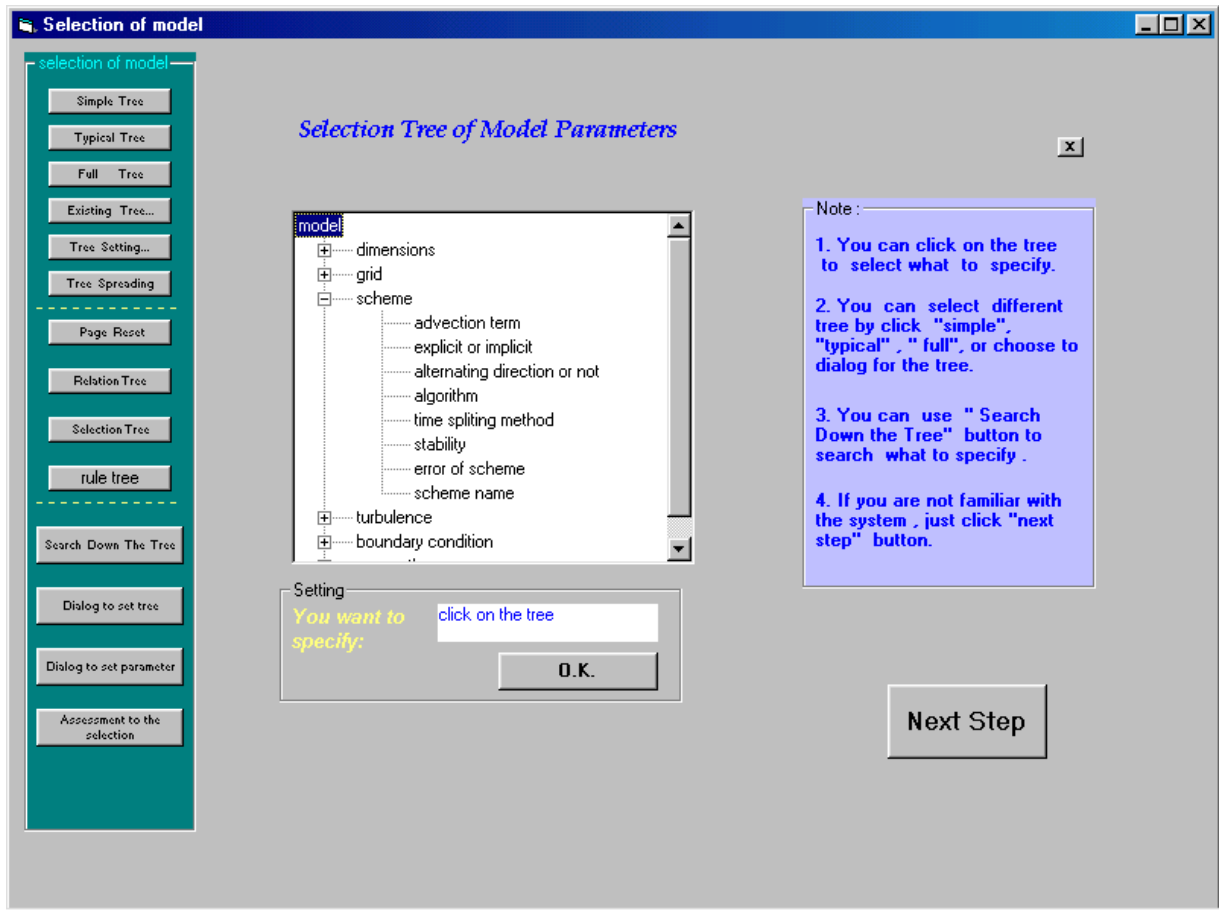 Selection of model
selection of model
Simple Tree
Typical Tree
Full Tree
Existing Tree...
Tree Setting...
Tree Spreading
Page Reset
Relation Tree
Selection Tree
rule tree
Search Down The Tree
Dialog to set tree
Dialog to set parameter
Assessment to the
selection
Selection Tree of Model Parameters
x
model
dimensions
grid
scheme
advection term
explicit or implicit
alternating direction or not
algorithm
time spliting method
stability
error of scheme
scheme name
turbulence
boundary condition
Setting
You want to
specify:
click on the tree
O.K.
Note :
1. You can click on the tree
to select what to specify.
2. You can select different
tree by click "simple",
"typical" , " full", or choose to
dialog for the tree.
3. You can use " Search
Down the Tree" button to
search what to specify .
4. If you are not familiar with
the system , just click "next
step" button.
Next Step